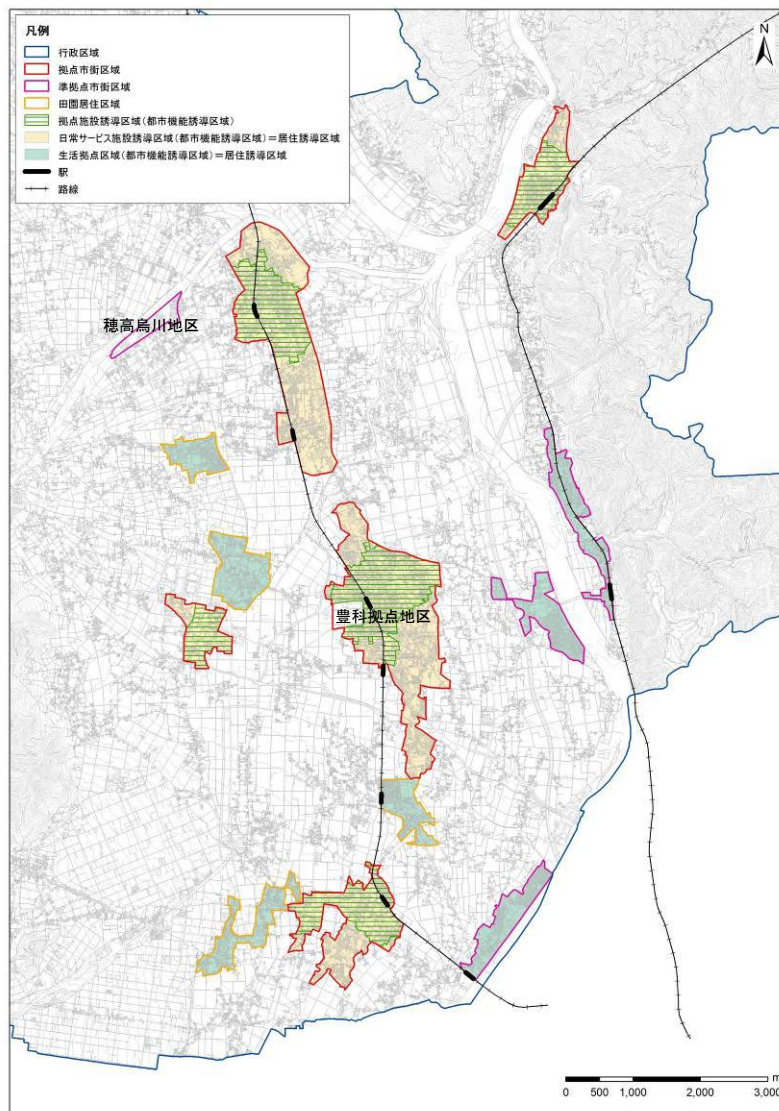 凡例
行政区域
拠点市街区域
準拠点市街区域
田園居住区域
拠点施設誘導区域(都市機能誘導区域)
日常サービス施設誘導区域(都市機能誘導区域)=居住誘導区域
生活拠点区域(都市機能誘導区域)=居住誘導区域
駅
路線
N
穂高烏川地区
豊科拠点地区
m
0 500 1,000 2,000 3,000